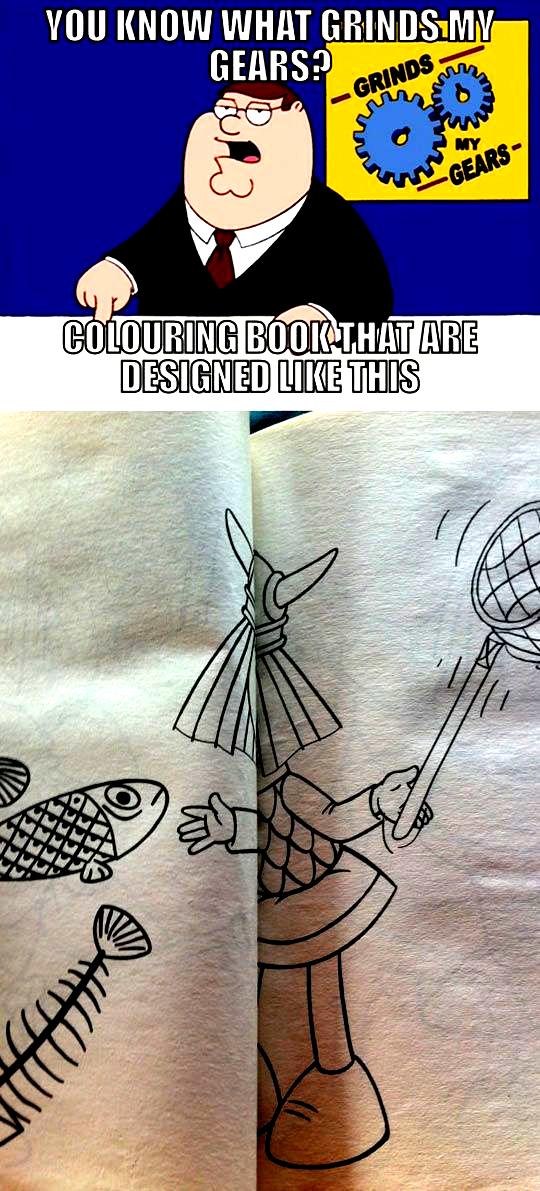 YOU KNOW WHAT GRINDS MY
GEARS?
GRINDS
MY
GEARS
COLOURING BOOK THAT ARE
DESIGNED LIKE THIS